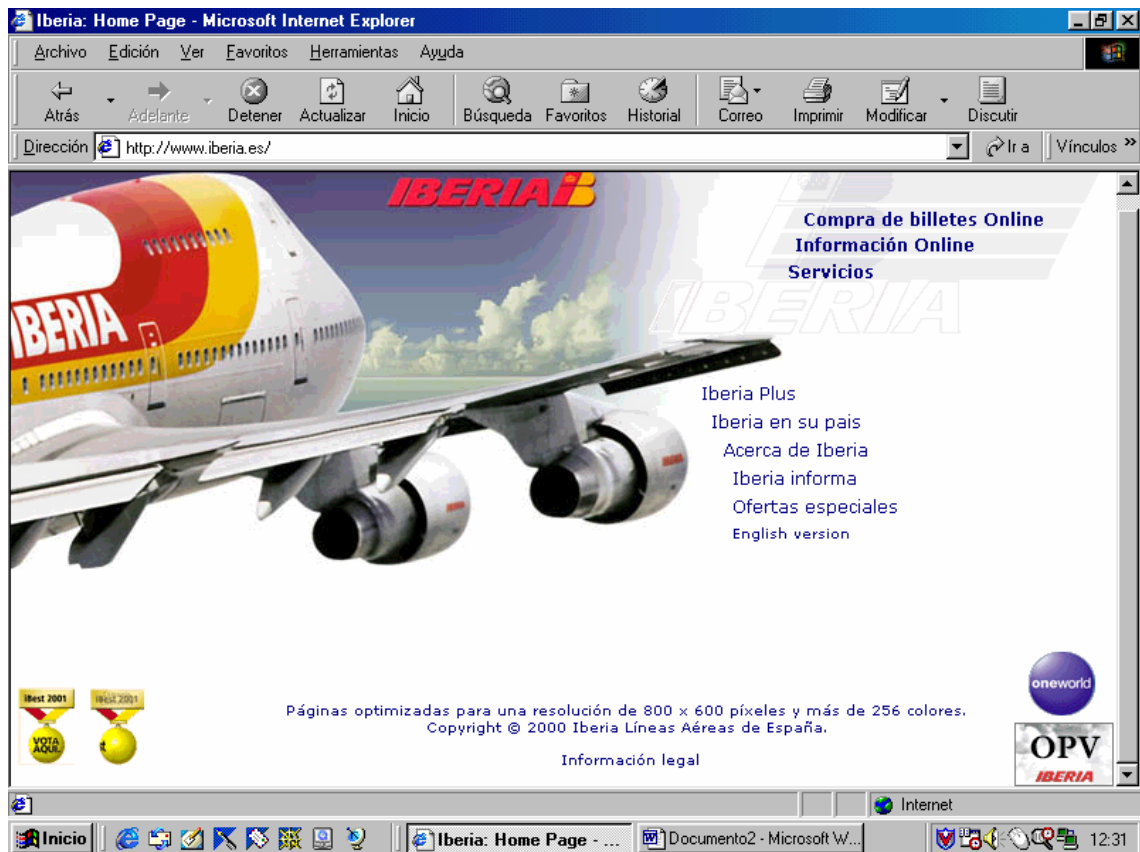 Iberia: Home Page - Microsoft Internet Explorer
Archivo Edición Ver Favoritos Herramientas Ayuda
Atrás Adelante Detener Actualizar Inicio Búsqueda Favoritos Historial Correo Imprimir Modificar Discutir
Dirección http://www.iberia.es/ Ir a Vínculos »
IBERIA
IBERIA
IBERIA
Compra de billetes Online
Información Online
Servicios
Iberia Plus
Iberia en su pais
Acerca de Iberia
Iberia informa
Ofertas especiales
English version
oneworld
iBest 2001 iBest 2001
VOTA
AQUI.
Páginas optimizadas para una resolución de 800 x 600 píxeles y más de 256 colores.
Copyright © 2000 Iberia Líneas Aéreas de España.
Información legal
OPV
IBERIA
Internet
Inicio Iberia: Home Page - ... Documento2 - Microsoft W... 12:31